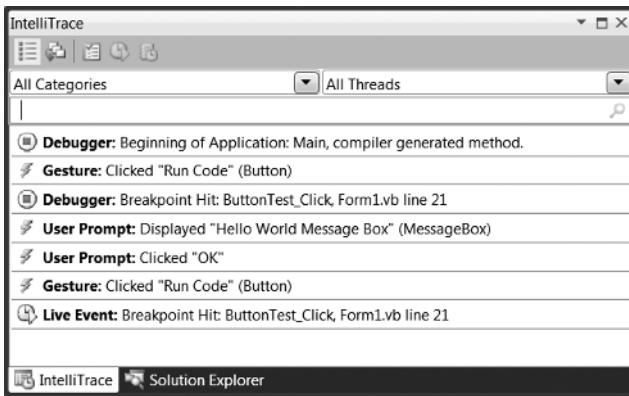 IntelliTrace
All Categories All Threads
Debugger: Beginning of Application: Main, compiler generated method.
Gesture: Clicked "Run Code" (Button)
Debugger: Breakpoint Hit: ButtonTest_Click, Form1.vb line 21
User Prompt: Displayed "Hello World Message Box" (MessageBox)
User Prompt: Clicked "OK"
Gesture: Clicked "Run Code" (Button)
Live Event: Breakpoint Hit: ButtonTest_Click, Form1.vb line 21
IntelliTrace Solution Explorer